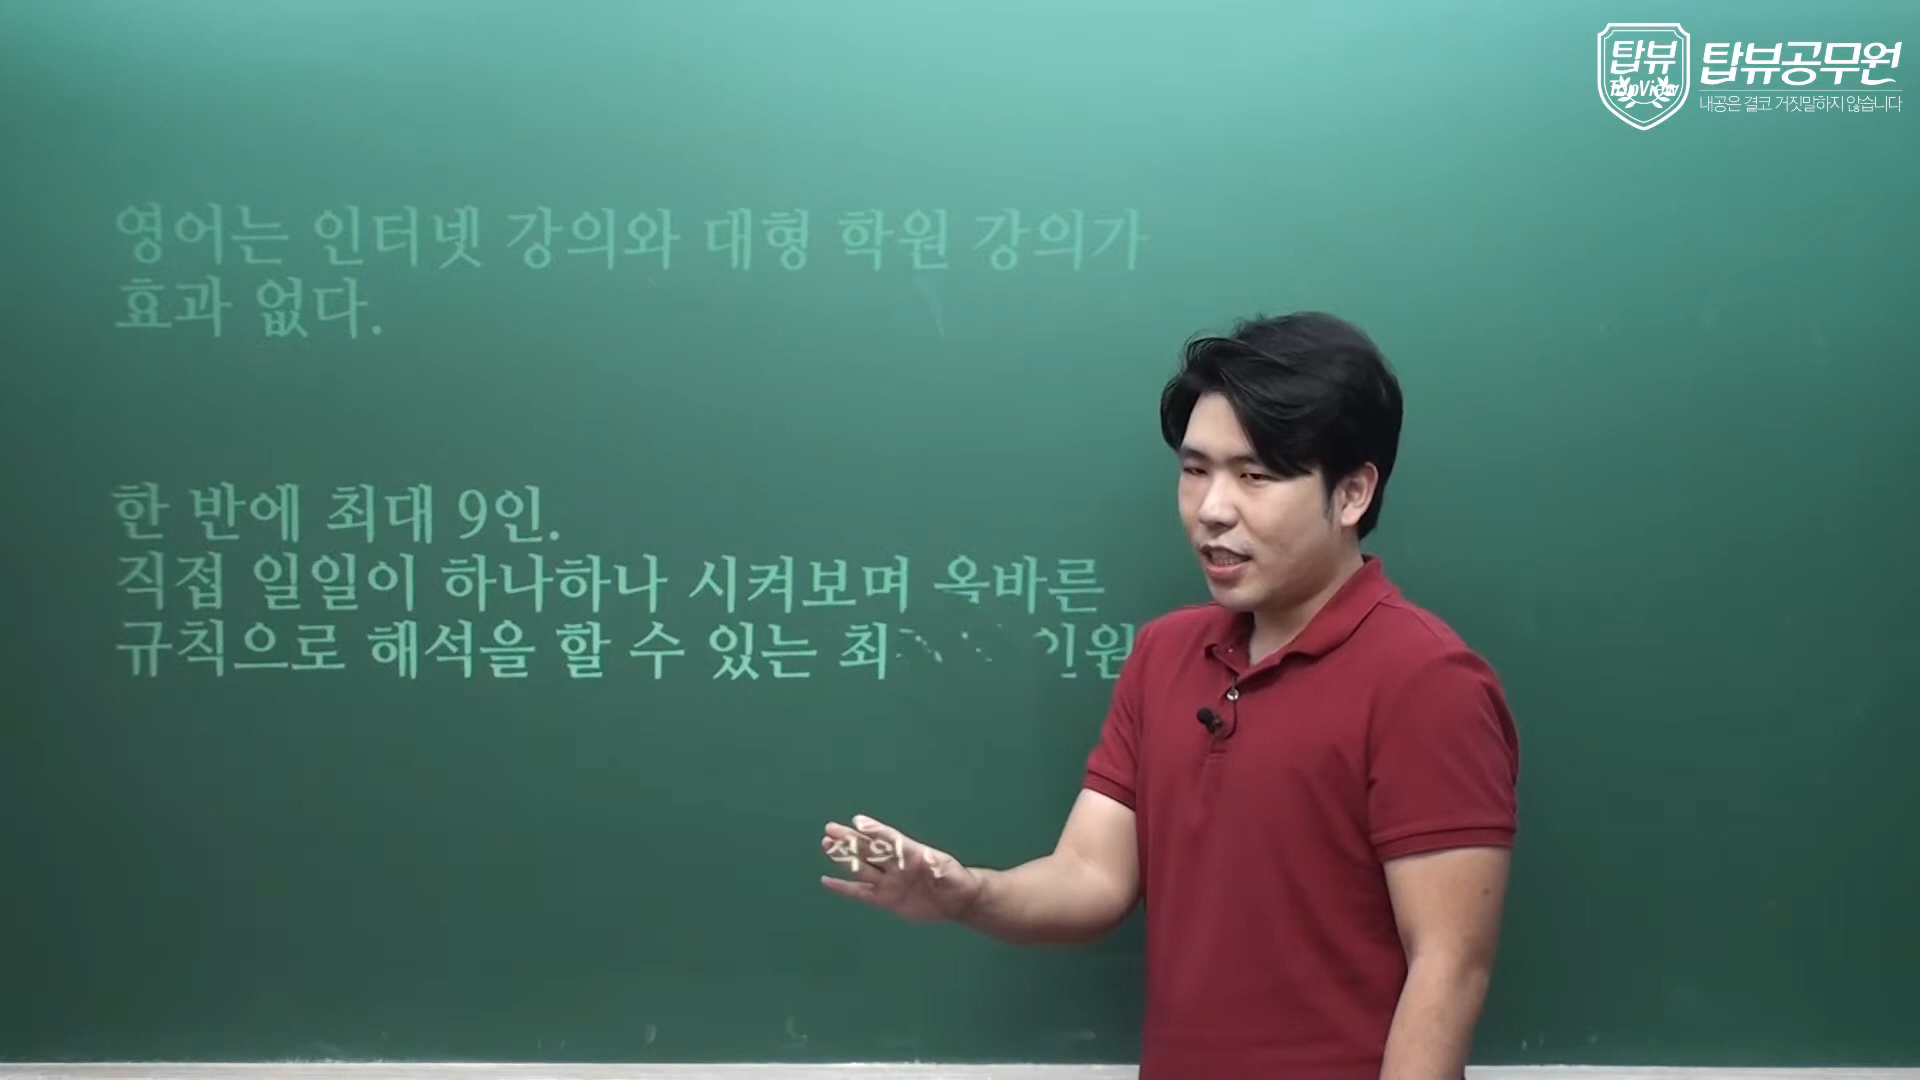 탑뷰
TopView
탑뷰공무원
내공은 결코 거짓말하지 않습니다
영어는 인터넷 강의와 대형 학원 강의가
효과 없다.
한 반에 최대 9인.
직접 일일이 하나하나 시켜보며 올바른
규칙으로 해석을 할 수 있는 인원
석의